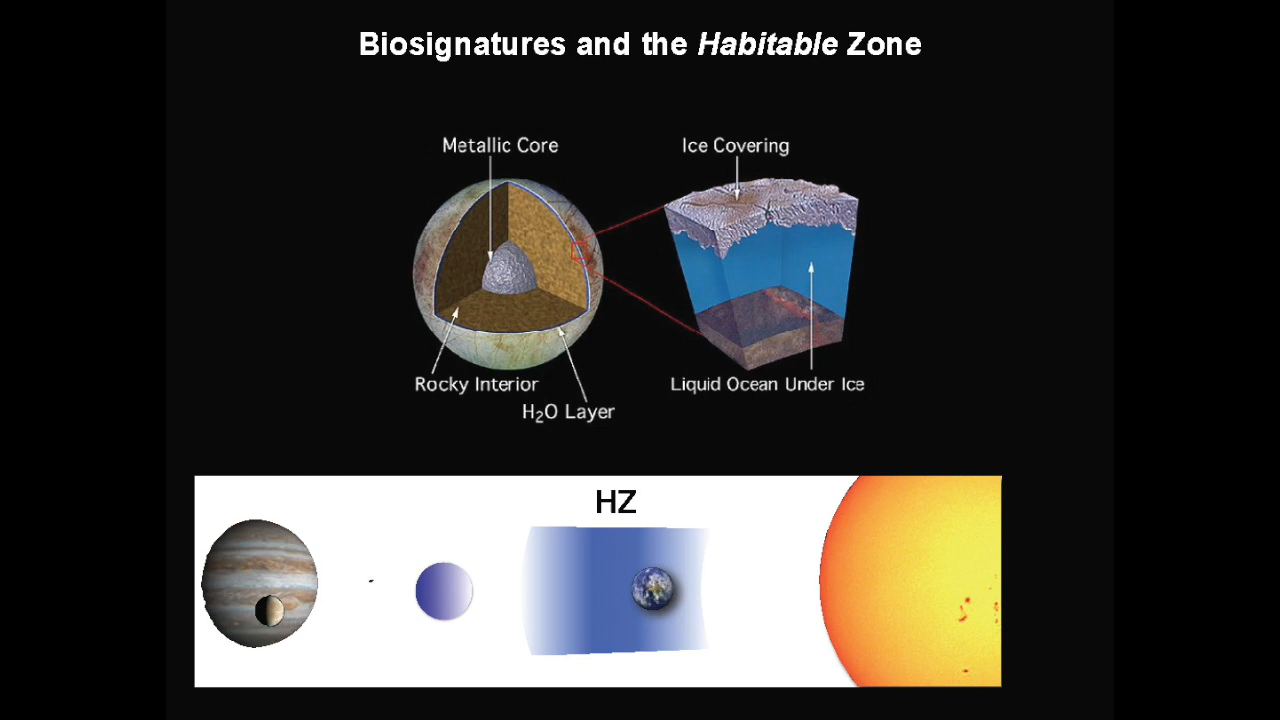 Biosignatures and the Habitable Zone
Metallic Core
Ice Covering
Rocky Interior
Liquid Ocean Under Ice
H₂O Layer
HZ